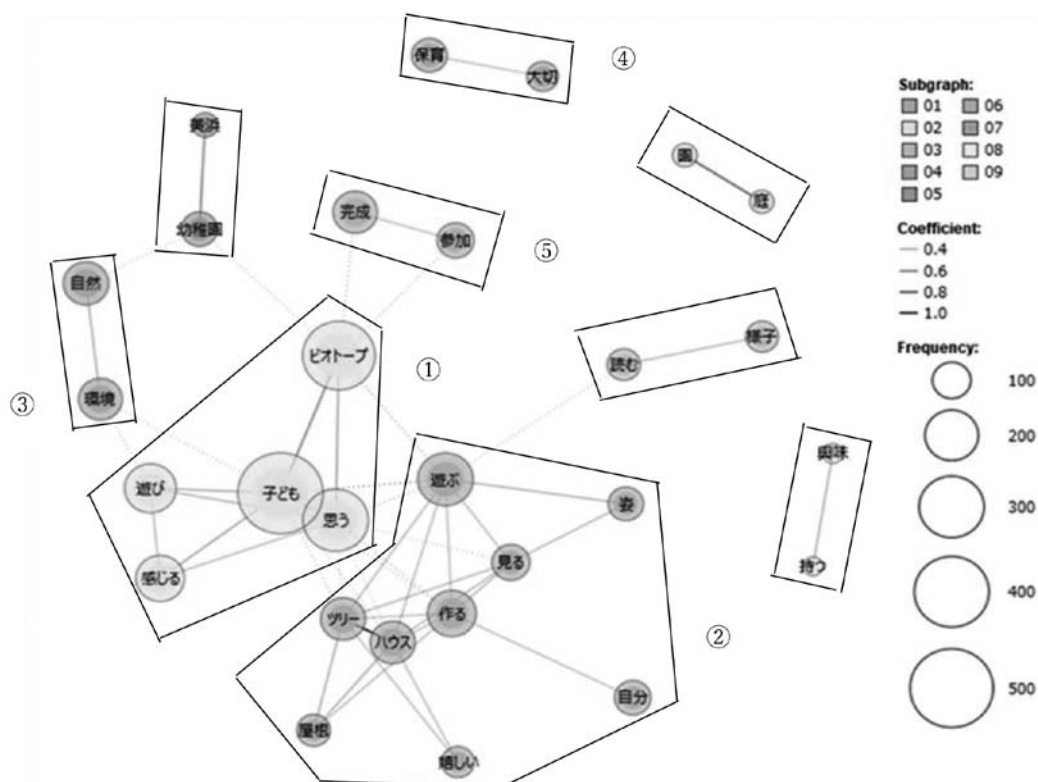 保育
大切
④
美浜
幼稚園
園
庭
完成
参加
⑤
自然
環境
③
ビオトープ
①
読む
様子
遊び
子ども
思う
感じる
遊ぶ
姿
見る
ツリー
ハウス
作る
②
自分
屋根
嬉しい
興味
持つ
Subgraph:
01 06
02 07
03 08
04 09
05
Coefficient:
0.4
0.6
0.8
1.0
Frequency:
100
200
300
400
500